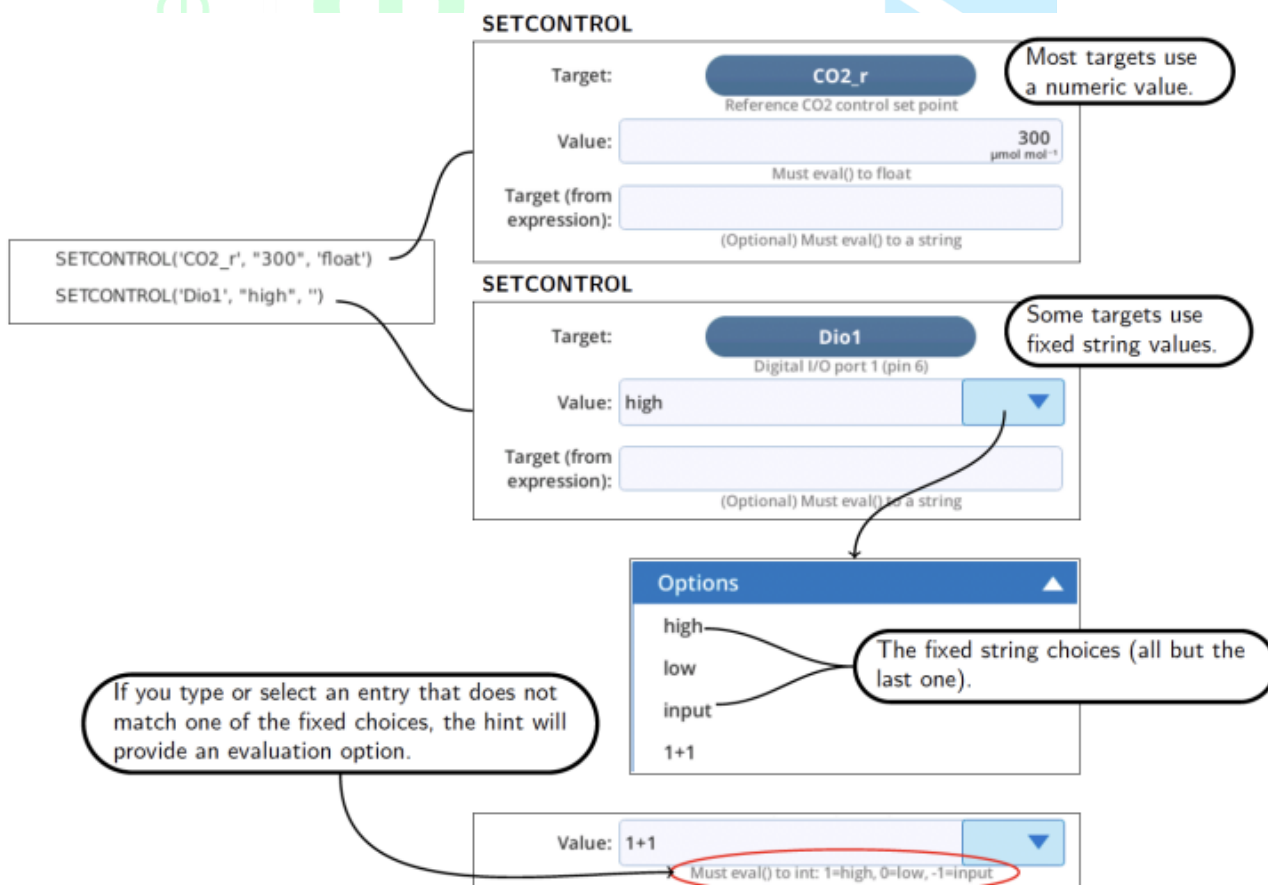 SETCONTROL
Target:
CO2_r
Reference CO2 control set point
Most targets use
a numeric value.
Value:
300
µmol mol⁻¹
Must eval() to float
Target (from
expression):
(Optional) Must eval() to a string
SETCONTROL('CO2_r', "300", 'float')
SETCONTROL('Dio1', "high", '')
SETCONTROL
Target:
Dio1
Digital I/O port 1 (pin 6)
Some targets use
fixed string values.
Value: high
Target (from
expression):
(Optional) Must eval() to a string
Options
high
low
input
1+1
The fixed string choices (all but the
last one).
If you type or select an entry that does not
match one of the fixed choices, the hint will
provide an evaluation option.
Value: 1+1
Must eval() to int: 1=high, 0=low, -1=input